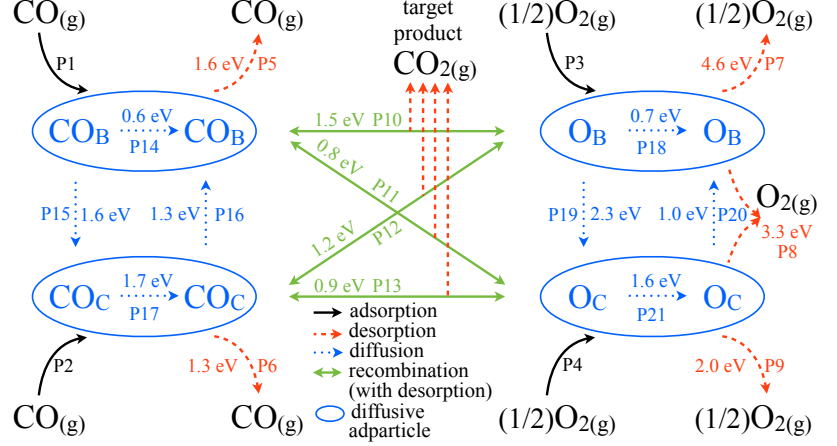 CO(g) CO(g) target (1/2)O2(g) (1/2)O2(g)
product
P1 1.6 eV P5 CO2(g) P3 4.6 eV P7
0.6 eV 1.5 eV P10 0.7 eV
COB COB OB OB
P14 P18
0.8 eV P11
P15 1.6 eV 1.3 eV P16 P19 2.3 eV 1.0 eV P20 O2(g)
3.3 eV
P8
1.2 eV P12
1.7 eV 0.9 eV P13 1.6 eV
COC COC OC OC
P17 P21
adsorption
desorption
P2 1.3 eV P6 diffusion P4 2.0 eV P9
recombination
(with desorption)
CO(g) CO(g) diffusive (1/2)O2(g) (1/2)O2(g)
adparticle